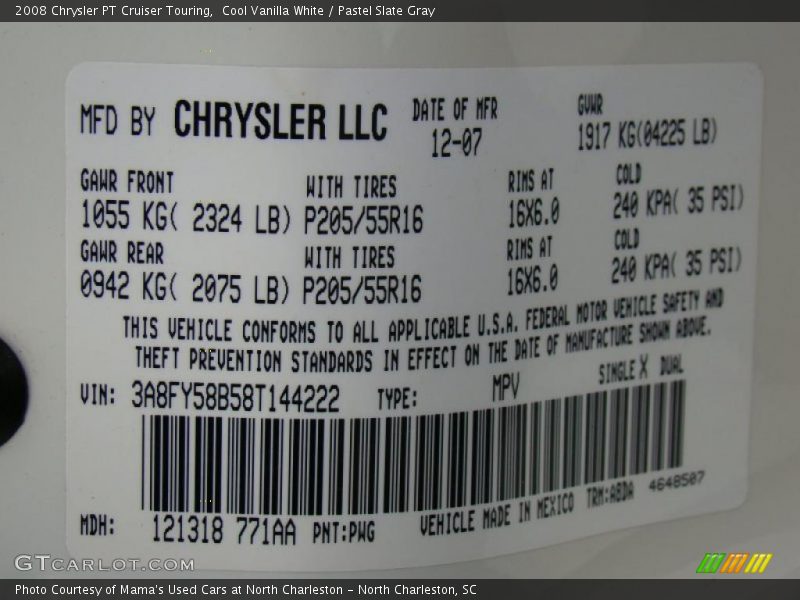 2008 Chrysler PT Cruiser Touring,  Cool Vanilla White / Pastel Slate Gray
MFD BY CHRYSLER LLC DATE OF MFR GVWR
12-07 1917 KG(04225 LB)
GAWR FRONT WITH TIRES RIMS AT COLD
1055 KG( 2324 LB) P205/55R16 16X6.0 240 KPA( 35 PSI)
GAWR REAR WITH TIRES RIMS AT COLD
0942 KG( 2075 LB) P205/55R16 16X6.0 240 KPA( 35 PSI)
THIS VEHICLE CONFORMS TO ALL APPLICABLE U.S.A. FEDERAL MOTOR VEHICLE SAFETY AND
THEFT PREVENTION STANDARDS IN EFFECT ON THE DATE OF MANUFACTURE SHOWN ABOVE.
VIN: 3A8FY58B58T144222 TYPE: MPV SINGLE X DUAL
MDH: 121318 771AA PNT:PWG VEHICLE MADE IN MEXICO TRM:ABDA 4648507
GTCARLOT.COM
Photo Courtesy of Mama's Used Cars at North Charleston – North Charleston, SC